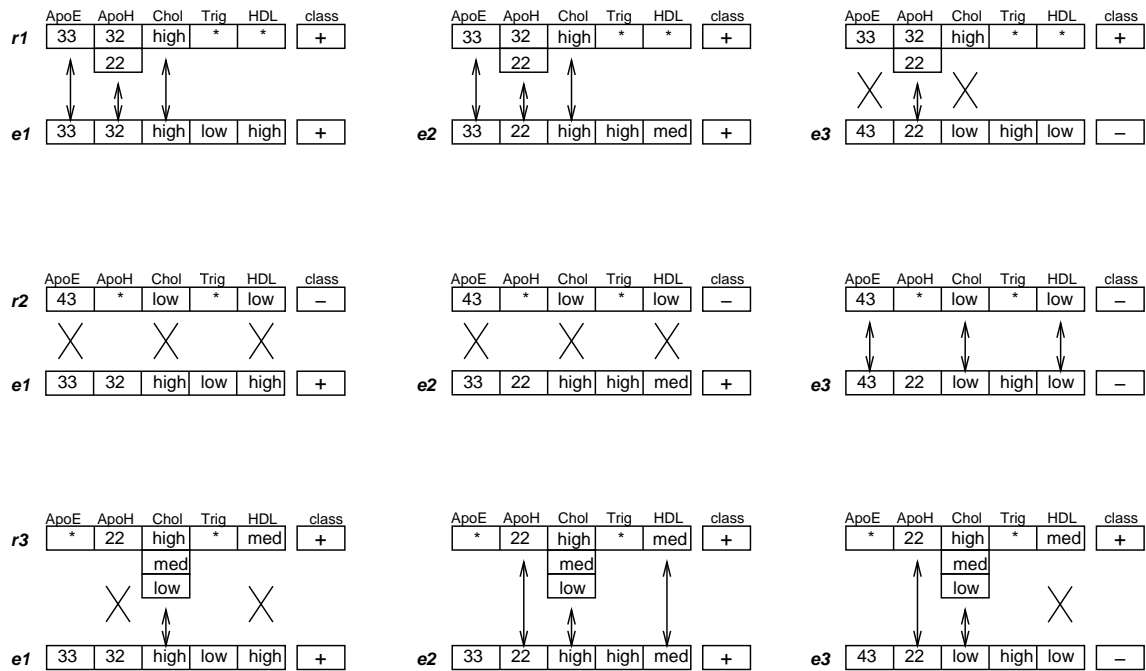 ApoE ApoH Chol Trig HDL class ApoE ApoH Chol Trig HDL class ApoE ApoH Chol Trig HDL class
r1 33 32 high * * + 33 32 high * * + 33 32 high * * +
22 22 22
e1 33 32 high low high + e2 33 22 high high med + e3 43 22 low high low −
ApoE ApoH Chol Trig HDL class ApoE ApoH Chol Trig HDL class ApoE ApoH Chol Trig HDL class
r2 43 * low * low − 43 * low * low − 43 * low * low −
e1 33 32 high low high + e2 33 22 high high med + e3 43 22 low high low −
ApoE ApoH Chol Trig HDL class ApoE ApoH Chol Trig HDL class ApoE ApoH Chol Trig HDL class
r3 * 22 high * med + * 22 high * med + * 22 high * med +
med med med
low low low
e1 33 32 high low high + e2 33 22 high high med + e3 43 22 low high low −